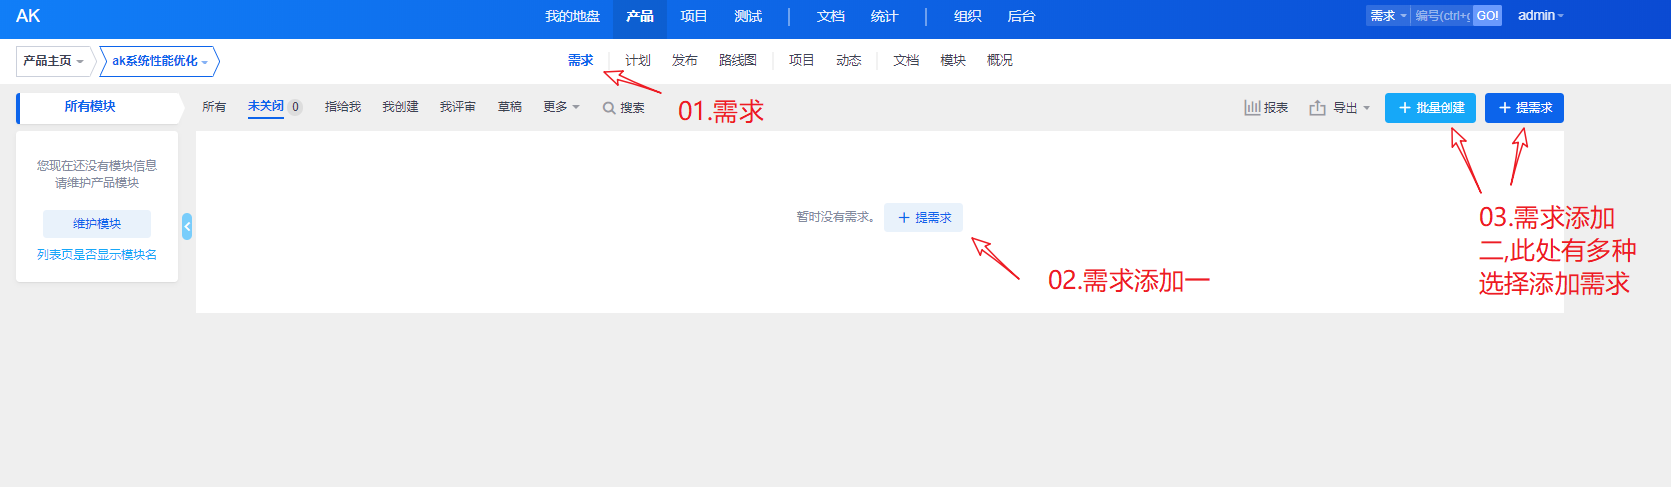 AK
我的地盘 产品 项目 测试 文档 统计 组织 后台
需求 编号(ctrl+g GO! admin
产品主页 ak系统性能优化
需求 计划 发布 路线图 项目 动态 文档 模块 概况
所有模块
所有 未关闭 0 指给我 我创建 我评审 草稿 更多 搜索
01.需求
报表 导出 + 批量创建 + 提需求
您现在还没有模块信息
请维护产品模块
维护模块
列表页是否显示模块名
暂时没有需求。 + 提需求
02.需求添加一
03.需求添加
二,此处有多种
选择添加需求